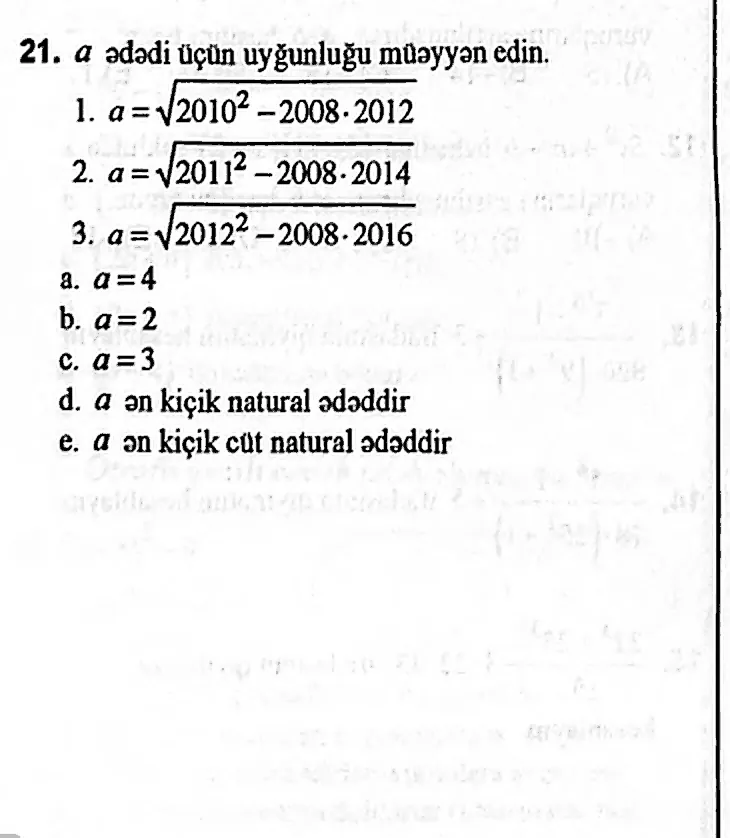 21. a ədədi üçün uyğunluğu müəyyən edin.
1. a = √2010² – 2008 · 2012
2. a = √2011² – 2008 · 2014
3. a = √2012² – 2008 · 2016
a. a = 4
b. a = 2
c. a = 3
d. a ən kiçik natural ədəddir
e. a ən kiçik cüt natural ədəddir